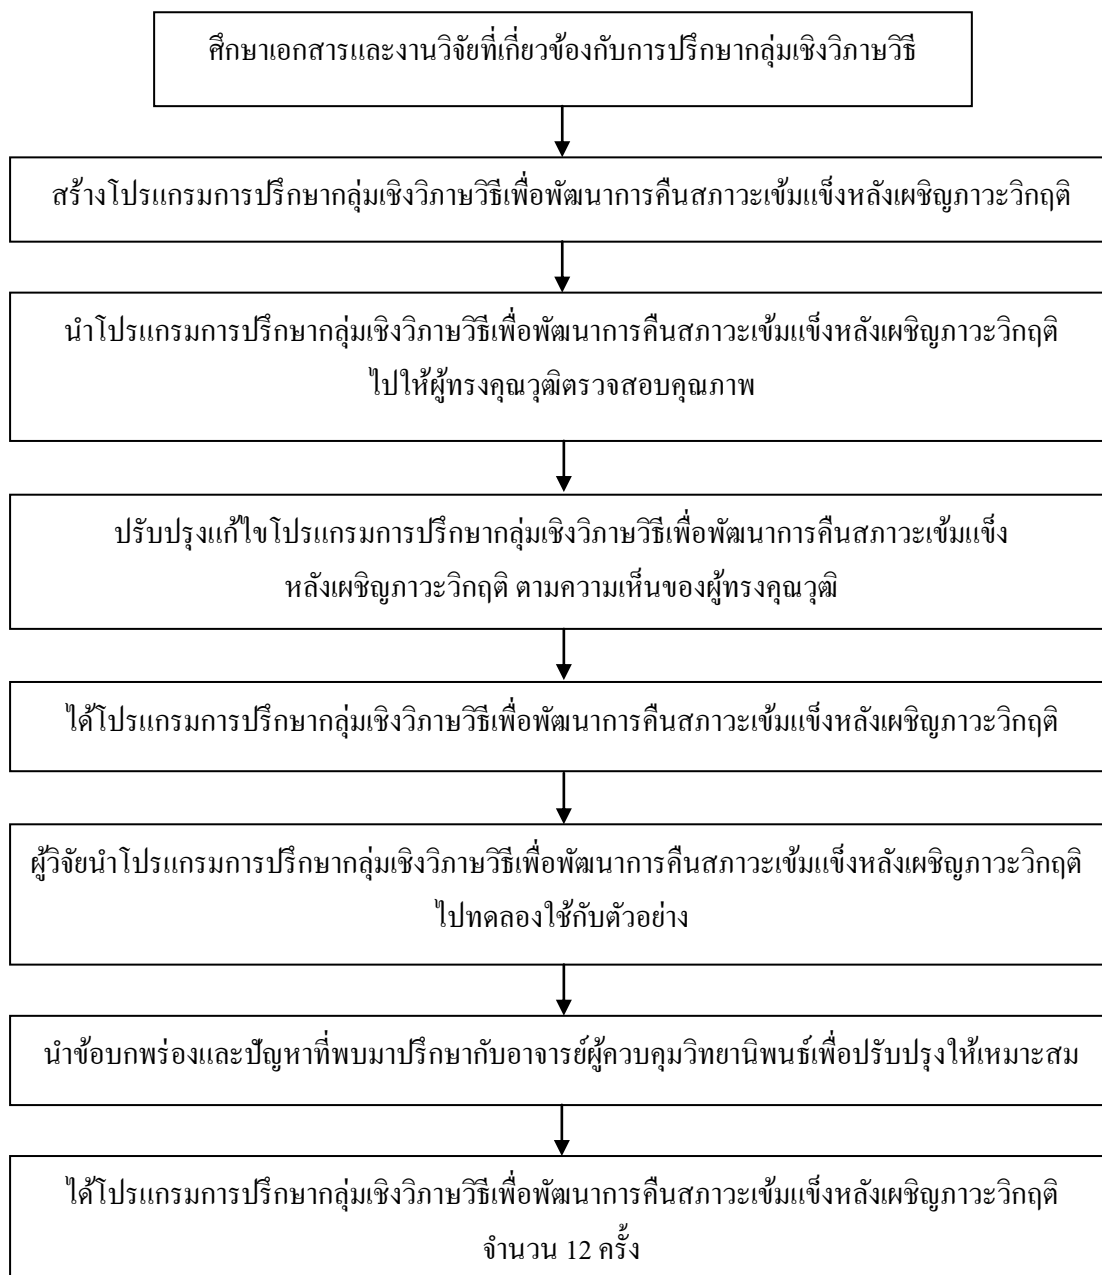 ศึกษาเอกสารและงานวิจัยที่เกี่ยวข้องกับการปรึกษากลุ่มเชิงวิภาษวิธี
สร้างโปรแกรมการปรึกษากลุ่มเชิงวิภาษวิธีเพื่อพัฒนาการคืนสภาวะเข้มแข็งหลังเผชิญภาวะวิกฤติ
นำโปรแกรมการปรึกษากลุ่มเชิงวิภาษวิธีเพื่อพัฒนาการคืนสภาวะเข้มแข็งหลังเผชิญภาวะวิกฤติ
ไปให้ผู้ทรงคุณวุฒิตรวจสอบคุณภาพ
ปรับปรุงแก้ไขโปรแกรมการปรึกษากลุ่มเชิงวิภาษวิธีเพื่อพัฒนาการคืนสภาวะเข้มแข็ง
หลังเผชิญภาวะวิกฤติ ตามความเห็นของผู้ทรงคุณวุฒิ
ได้โปรแกรมการปรึกษากลุ่มเชิงวิภาษวิธีเพื่อพัฒนาการคืนสภาวะเข้มแข็งหลังเผชิญภาวะวิกฤติ
ผู้วิจัยนำโปรแกรมการปรึกษากลุ่มเชิงวิภาษวิธีเพื่อพัฒนาการคืนสภาวะเข้มแข็งหลังเผชิญภาวะวิกฤติ
ไปทดลองใช้กับตัวอย่าง
นำข้อบกพร่องและปัญหาที่พบมาปรึกษากับอาจารย์ผู้ควบคุมวิทยานิพนธ์เพื่อปรับปรุงให้เหมาะสม
ได้โปรแกรมการปรึกษากลุ่มเชิงวิภาษวิธีเพื่อพัฒนาการคืนสภาวะเข้มแข็งหลังเผชิญภาวะวิกฤติ
จำนวน 12 ครั้ง